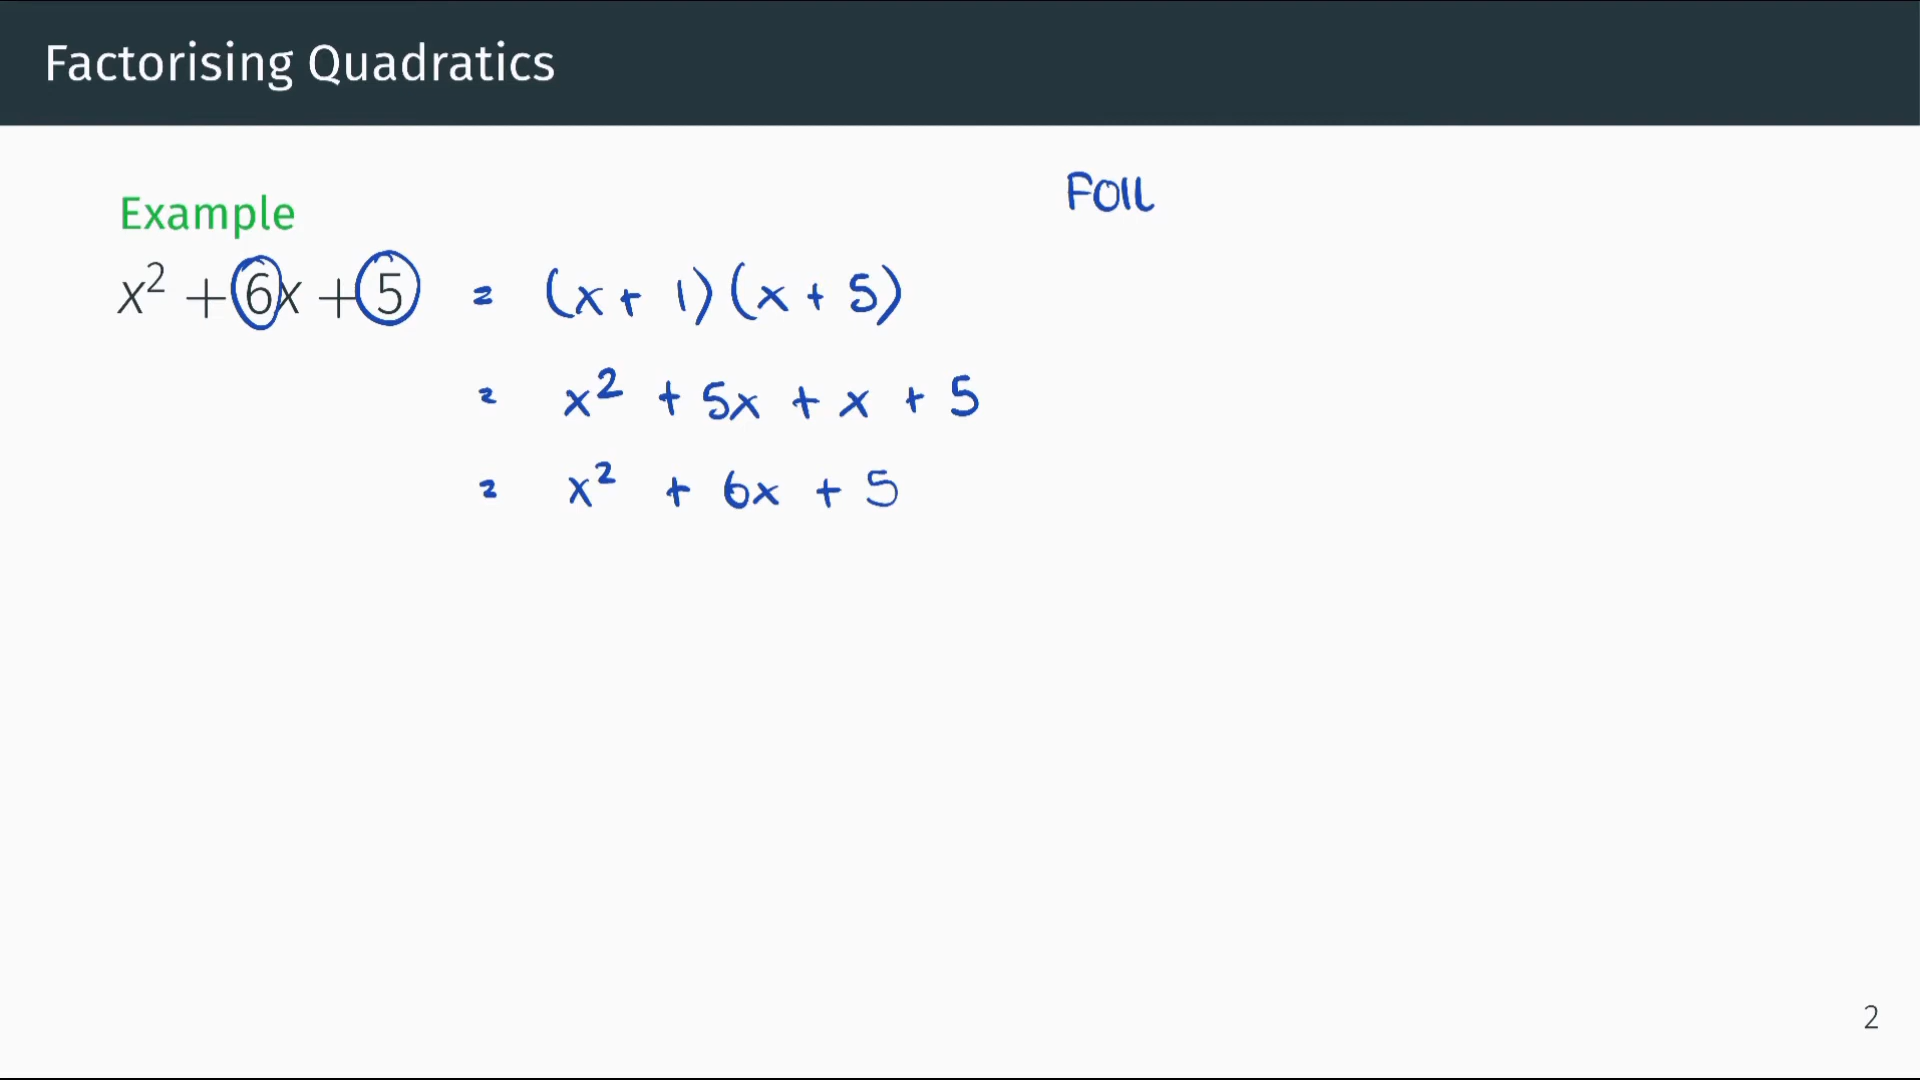 Factorising Quadratics
FOIL
Example
x² + 6x + 5 = (x + 1)(x + 5)
= x² + 5x + x + 5
= x² + 6x + 5
2